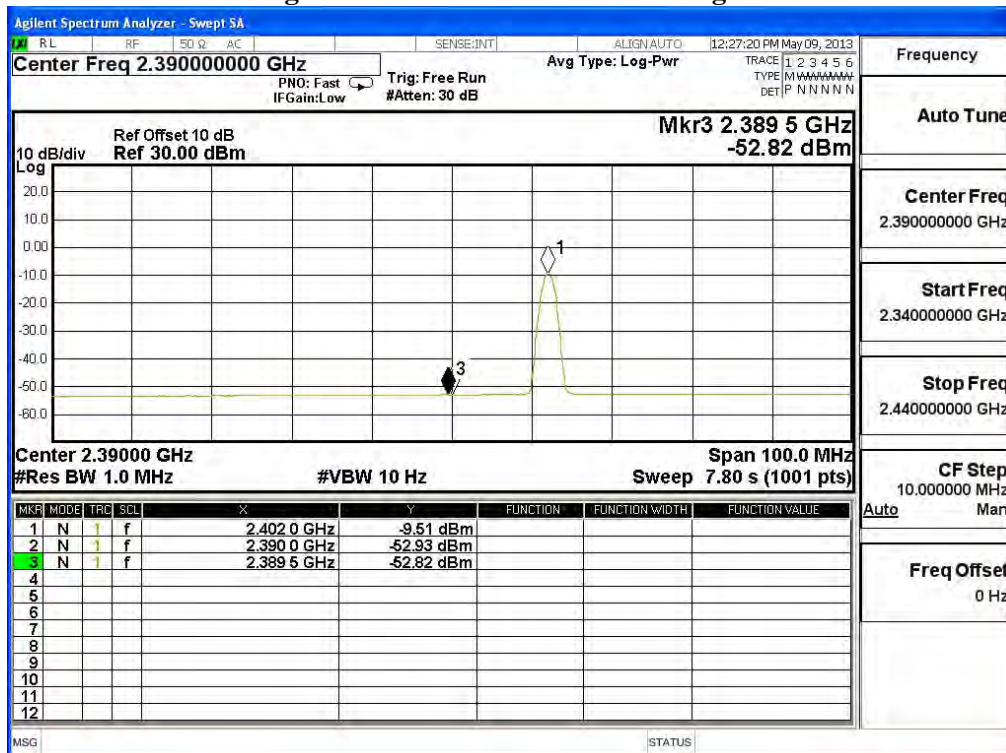 Agilent Spectrum Analyzer - Swept SA
RL RF 50 Ω AC SENSE:INT ALIGN AUTO 12:27:20 PM May 09, 2013
Center Freq 2.390000000 GHz
PNO: Fast
IFGain:Low
Trig: Free Run
#Atten: 30 dB
Avg Type: Log-Pwr
TRACE 1 2 3 4 5 6
TYPE M
DET P N N N N N
Ref Offset 10 dB
10 dB/div Ref 30.00 dBm
Log
Mkr3 2.389 5 GHz
-52.82 dBm
20.0
10.0
0.00
-10.0
-20.0
-30.0
-40.0
-50.0
-60.0
1
3
Center 2.39000 GHz Span 100.0 MHz
#Res BW 1.0 MHz #VBW 10 Hz Sweep 7.80 s (1001 pts)
MKR MODE TRC SCL X Y FUNCTION FUNCTION WIDTH FUNCTION VALUE
1 N 1 f 2.402 0 GHz -9.51 dBm
2 N 1 f 2.390 0 GHz -52.93 dBm
3 N 1 f 2.389 5 GHz -52.82 dBm
4
5
6
7
8
9
10
11
12
MSG STATUS
Frequency
Auto Tune
Center Freq
2.390000000 GHz
Start Freq
2.340000000 GHz
Stop Freq
2.440000000 GHz
CF Step
10.000000 MHz
Auto Man
Freq Offset
0 Hz